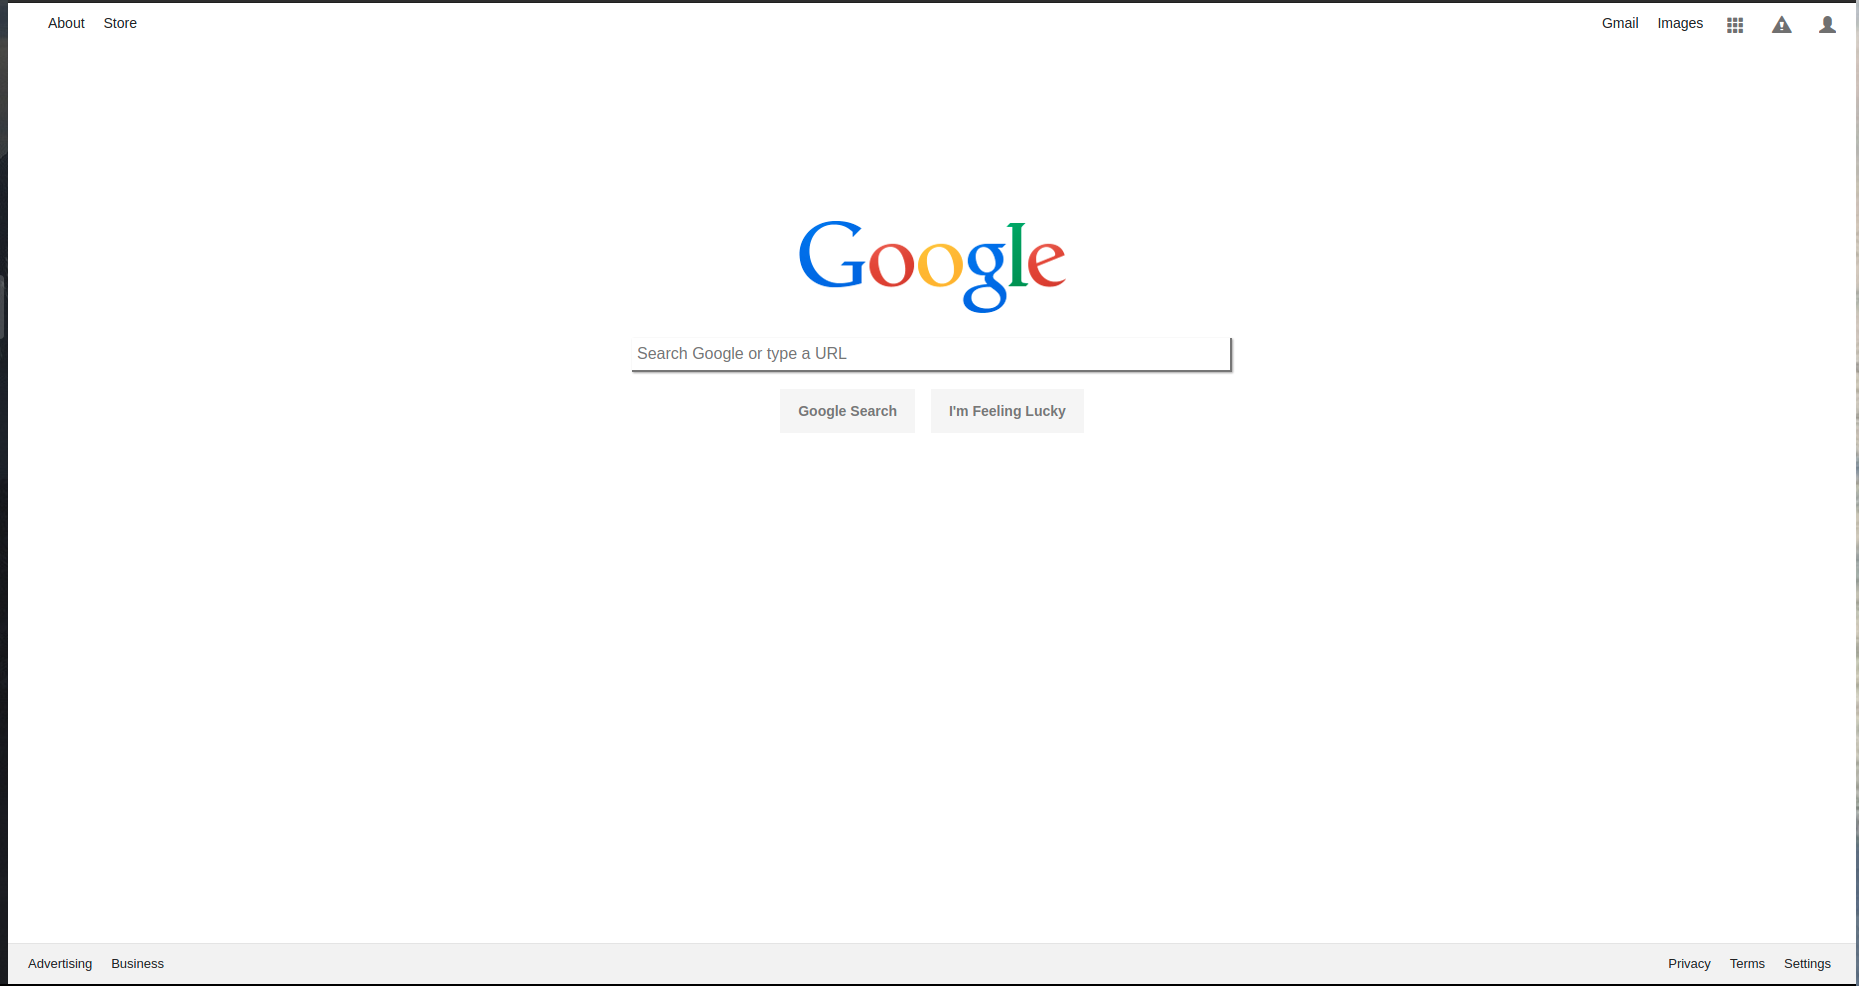 About Store Gmail Images
Google
Search Google or type a URL
Google Search I'm Feeling Lucky
Advertising Business Privacy Terms Settings